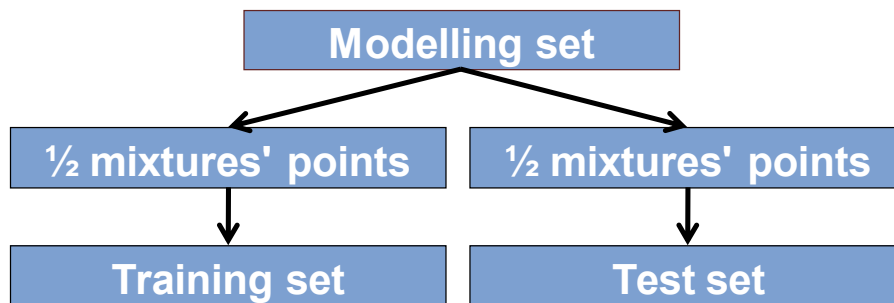 Modelling set
½ mixtures' points
½ mixtures' points
Training set
Test set